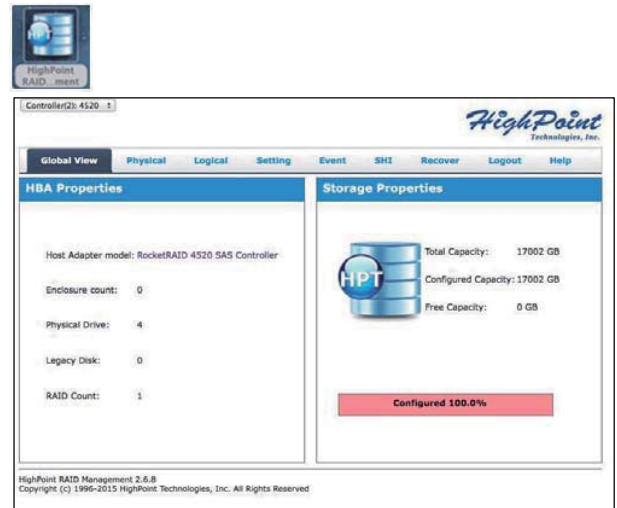 HPT
HighPoint
RAID...ment
Controller(2): 4520
HighPoint
Technologies, Inc.
Global View Physical Logical Setting Event SHI Recover Logout Help
HBA Properties
Storage Properties
Host Adapter model: RocketRAID 4520 SAS Controller
Enclosure count: 0
Physical Drive: 4
Legacy Disk: 0
RAID Count: 1
HPT
Total Capacity: 17002 GB
Configured Capacity: 17002 GB
Free Capacity: 0 GB
Configured 100.0%
HighPoint RAID Management 2.6.8
Copyright (c) 1996-2015 HighPoint Technologies, Inc. All Rights Reserved